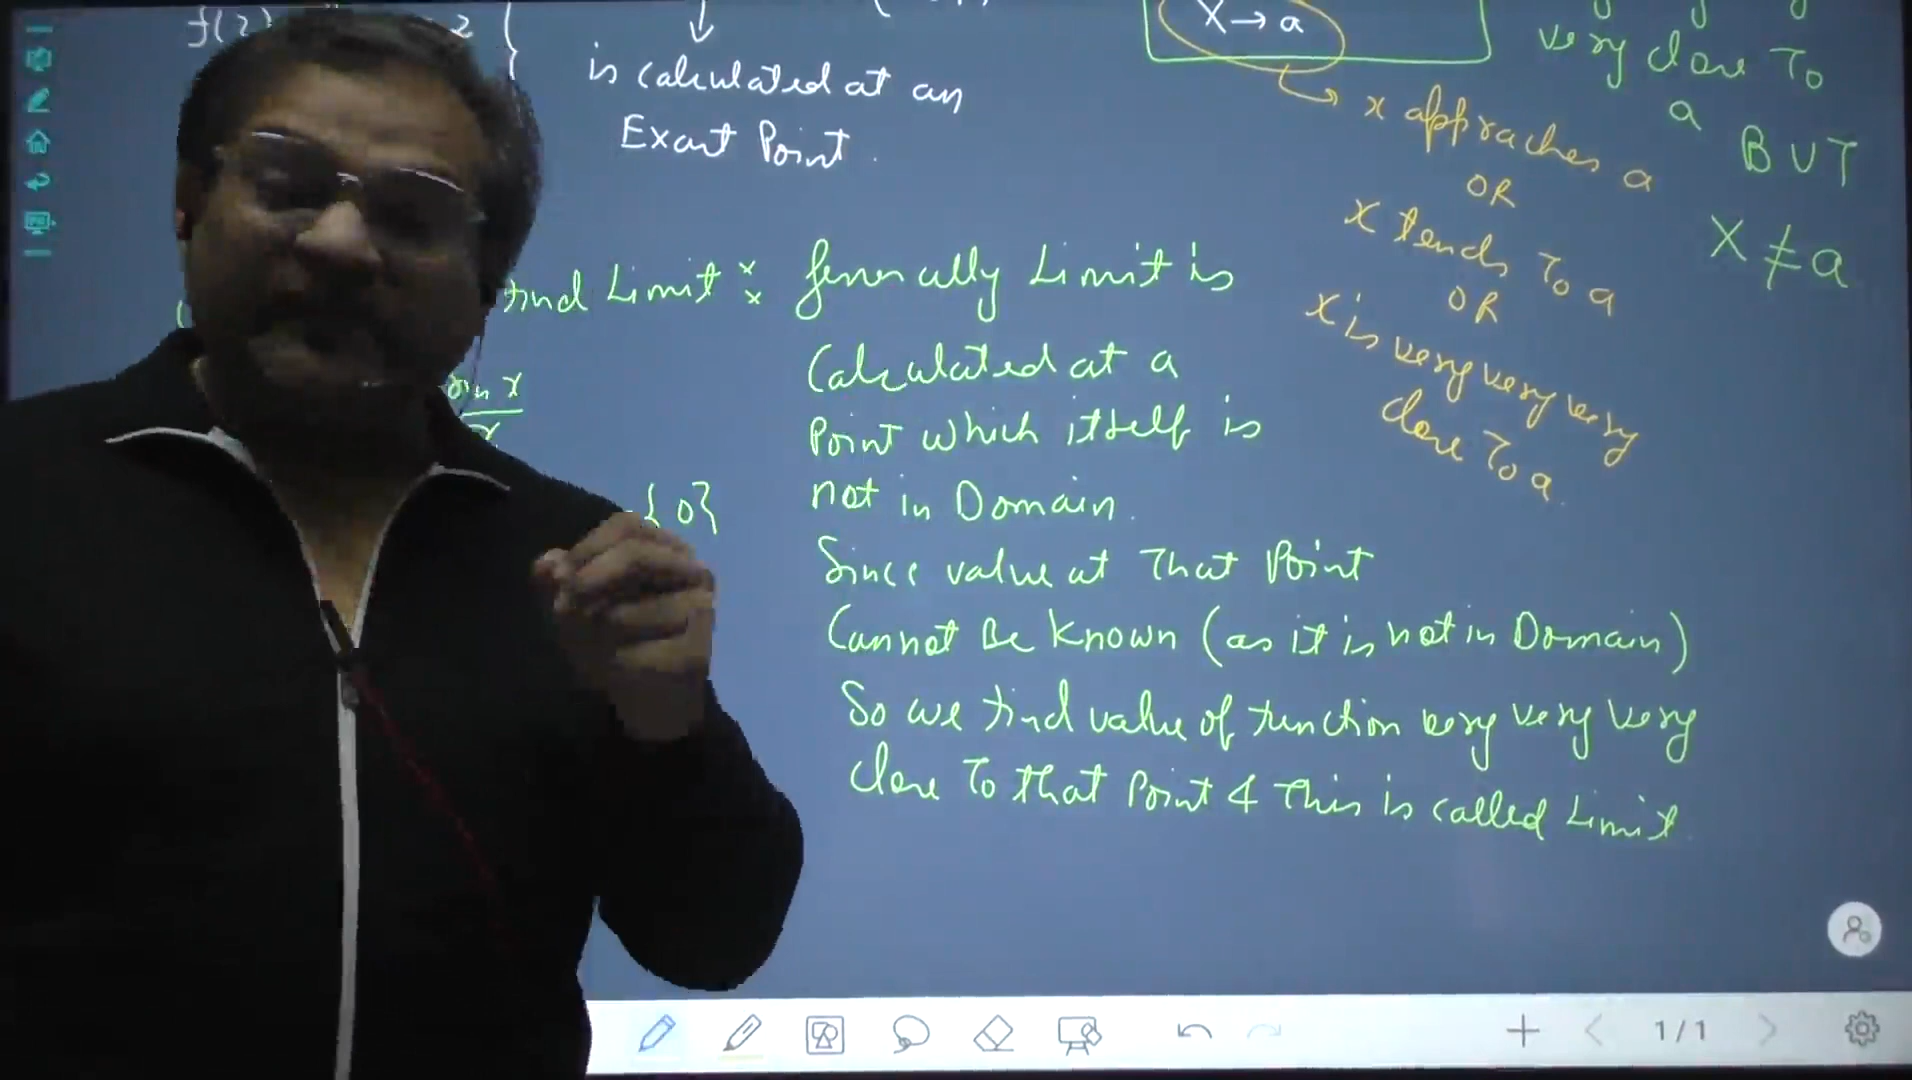 f(2)
2
is calculated at an
Exact Point.
X→a
very close To
a BUT
X ≠ a
x approaches a
OR
x tends To a
OR
x is very very very
close To a.
find Limit
Generally Limit is
Calculated at a
Point which itself is
not in Domain.
sin x
x
{0}
Since value at That Point
Cannot Be Known (as it is not in Domain)
So we find value of function very very very
close To that Point & This is called Limit.
1/1